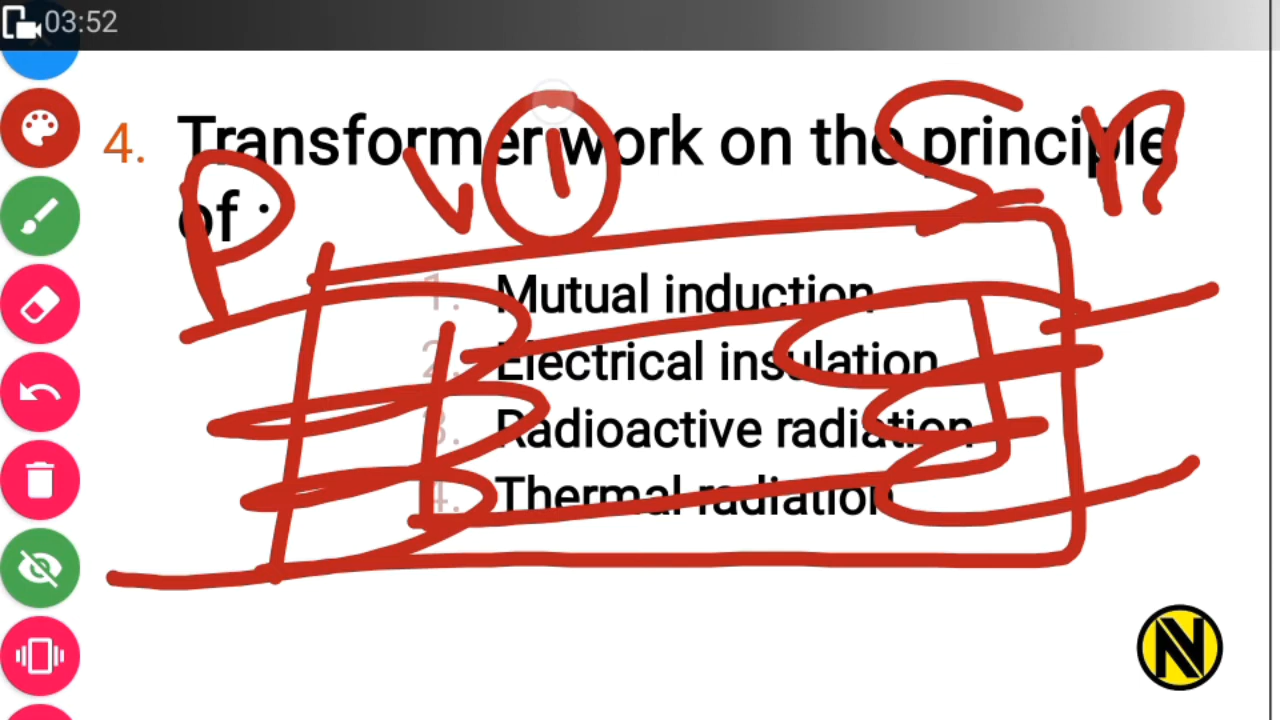 03:52
4. Transformer work on the principle
of :
1. Mutual induction
2. Electrical insulation
3. Radioactive radiation
4. Thermal radiation
P
1
N